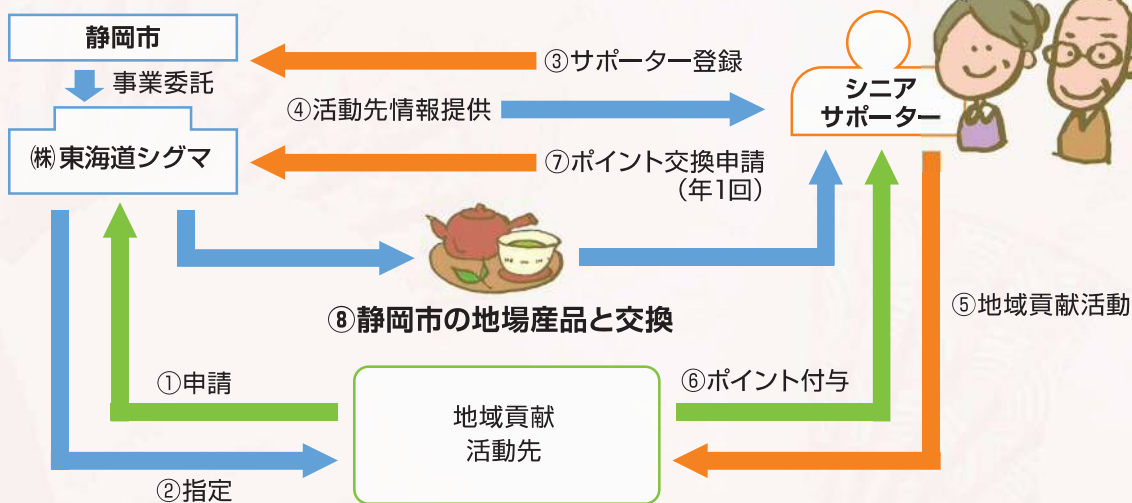 静岡市
事業委託
㈱東海道シグマ
③サポーター登録
④活動先情報提供
⑦ポイント交換申請
（年1回）
シニア
サポーター
⑧静岡市の地場産品と交換
⑤地域貢献活動
①申請
⑥ポイント付与
地域貢献
活動先
②指定